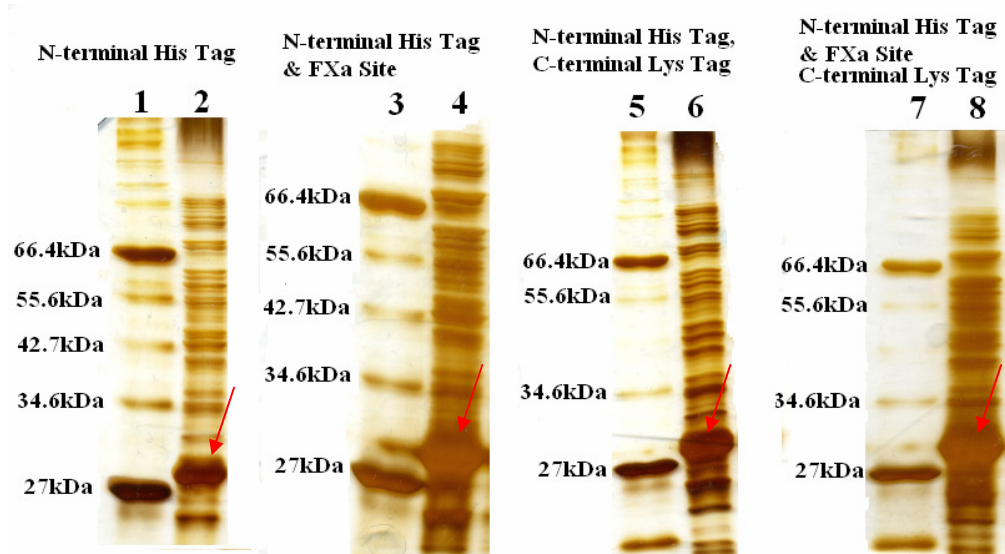 N-terminal His Tag
1 2
66.4kDa
55.6kDa
42.7kDa
34.6kDa
27kDa
N-terminal His Tag
& FXa Site
3 4
66.4kDa
55.6kDa
42.7kDa
34.6kDa
27kDa
N-terminal His Tag,
C-terminal Lys Tag
5 6
66.4kDa
55.6kDa
34.6kDa
27kDa
N-terminal His Tag
& FXa Site
C-terminal Lys Tag
7 8
66.4kDa
55.6kDa
34.6kDa
27kDa